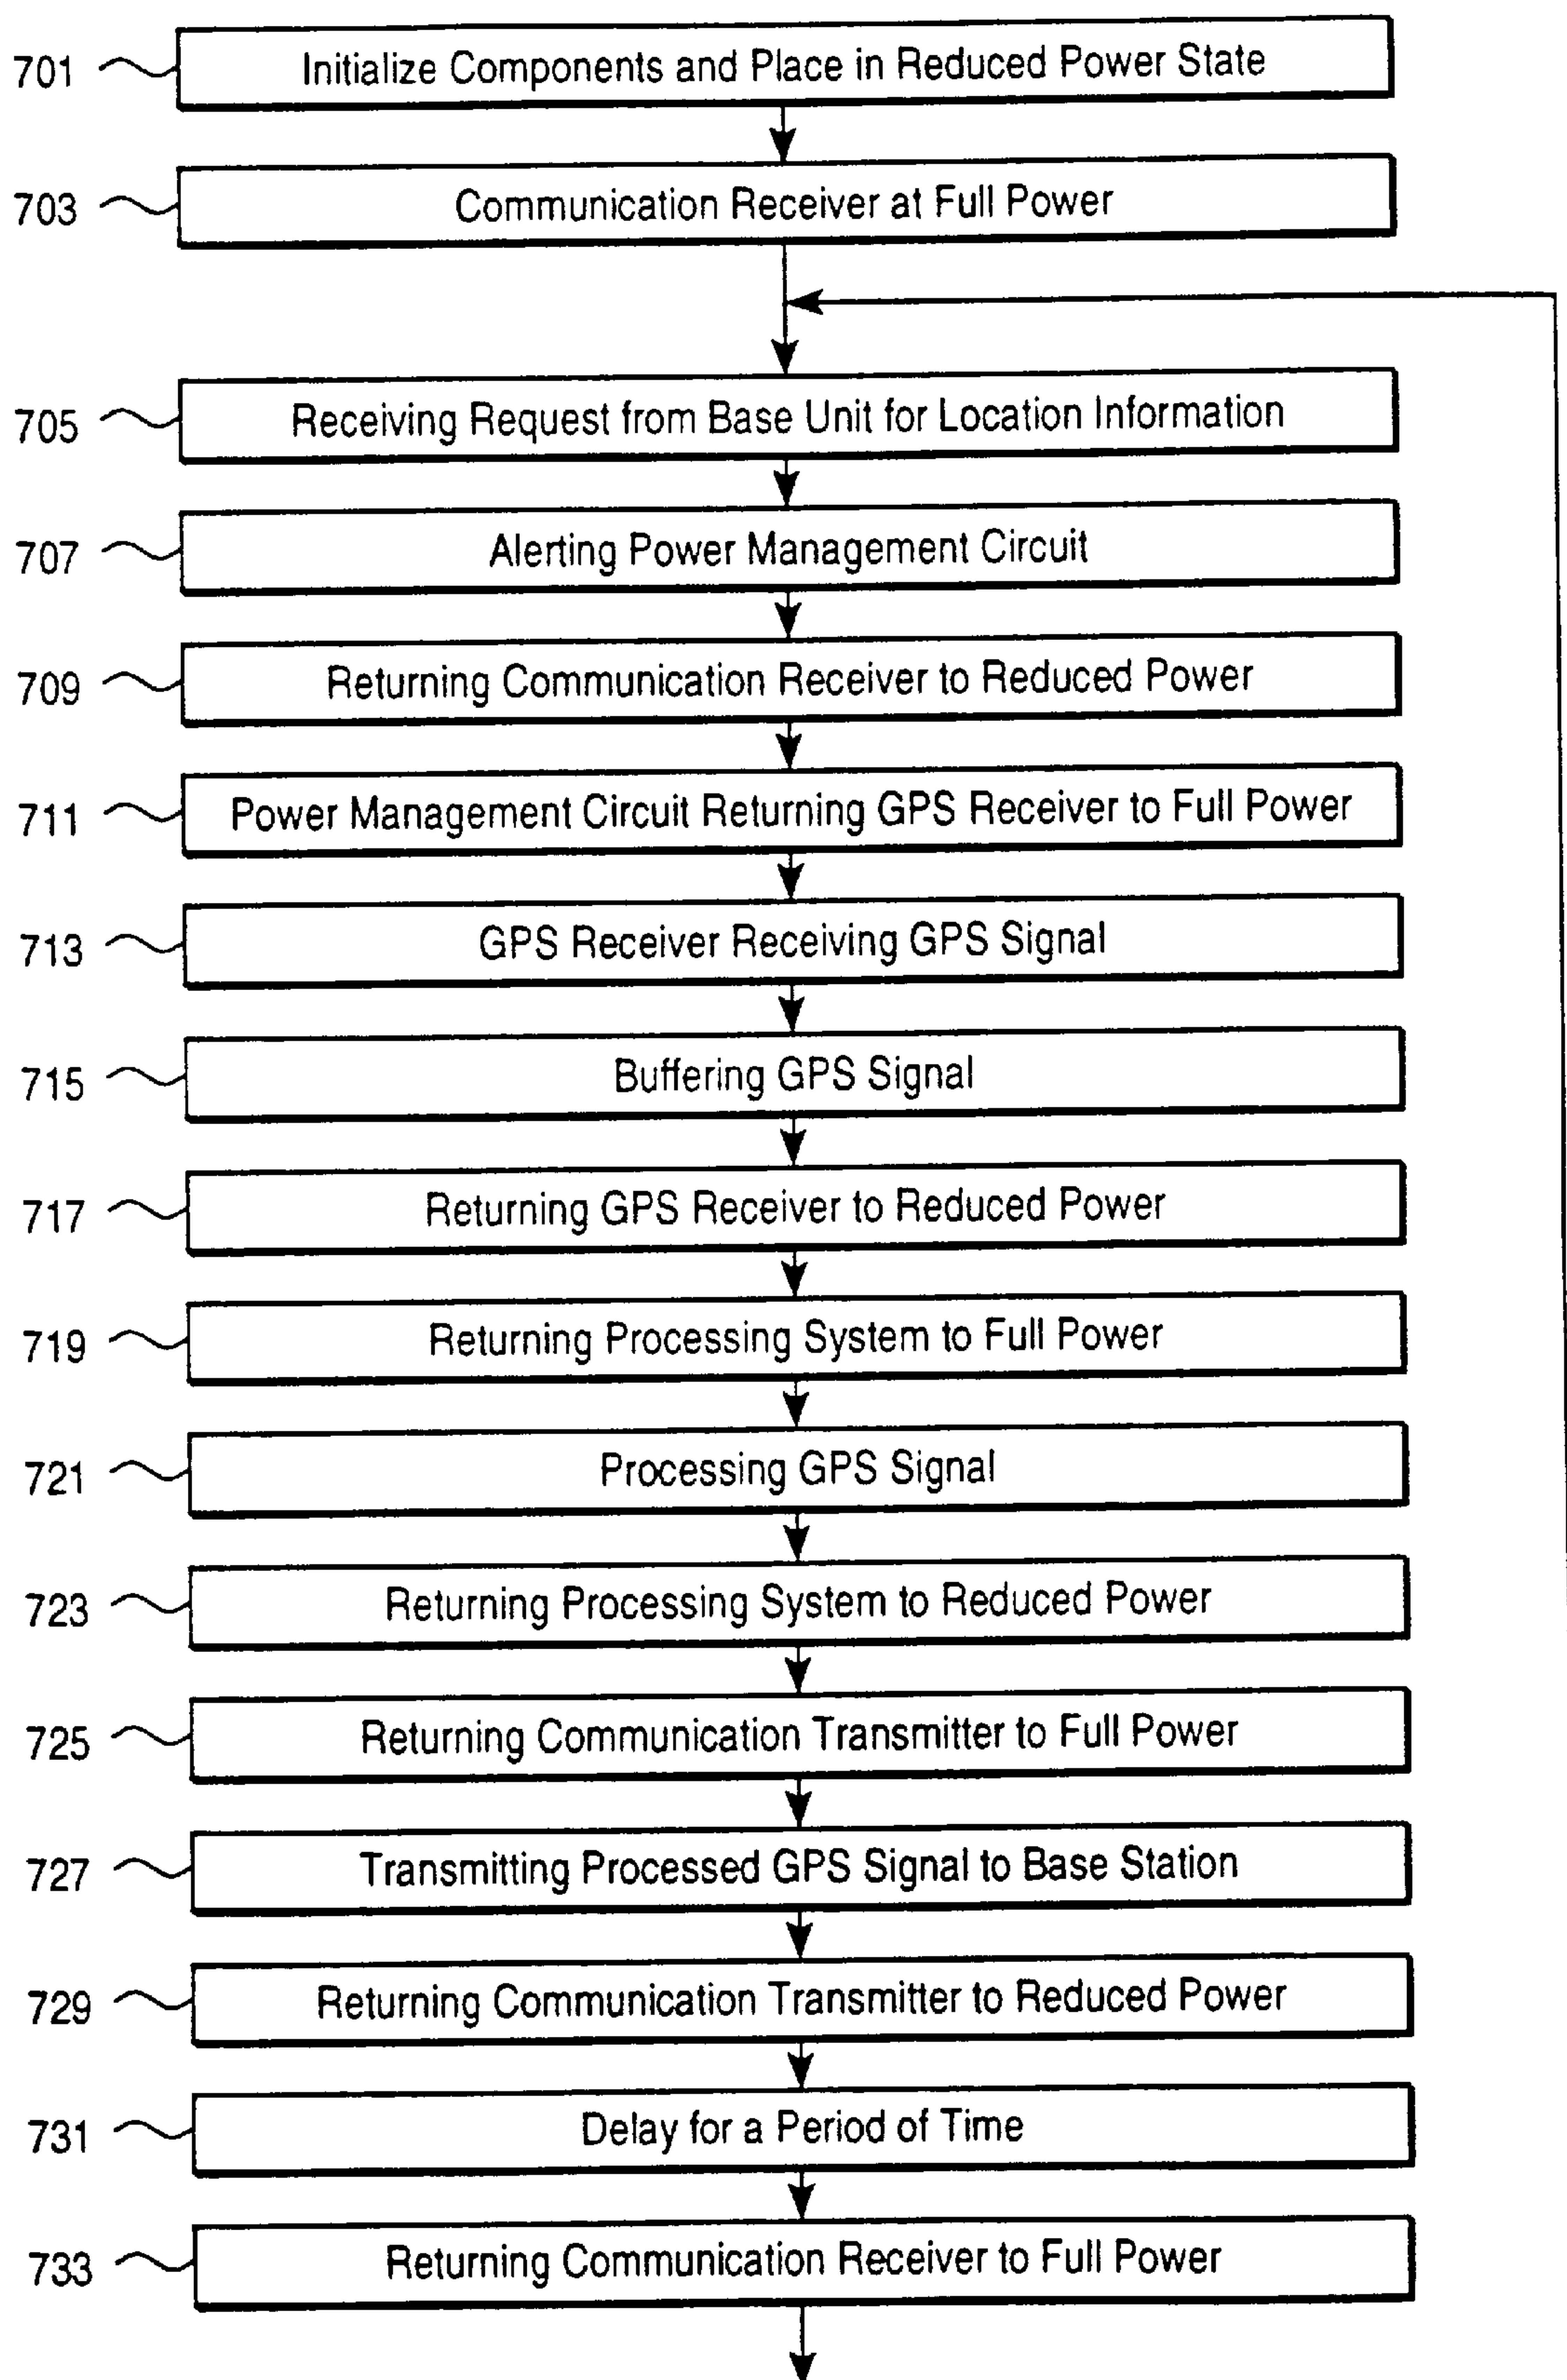 701 Initialize Components and Place in Reduced Power State
703 Communication Receiver at Full Power
705 Receiving Request from Base Unit for Location Information
707 Alerting Power Management Circuit
709 Returning Communication Receiver to Reduced Power
711 Power Management Circuit Returning GPS Receiver to Full Power
713 GPS Receiver Receiving GPS Signal
715 Buffering GPS Signal
717 Returning GPS Receiver to Reduced Power
719 Returning Processing System to Full Power
721 Processing GPS Signal
723 Returning Processing System to Reduced Power
725 Returning Communication Transmitter to Full Power
727 Transmitting Processed GPS Signal to Base Station
729 Returning Communication Transmitter to Reduced Power
731 Delay for a Period of Time
733 Returning Communication Receiver to Full Power